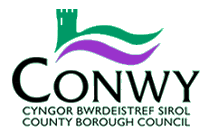 CONWY
CYNGOR BWRDEISTREF SIROL
COUNTY BOROUGH COUNCIL